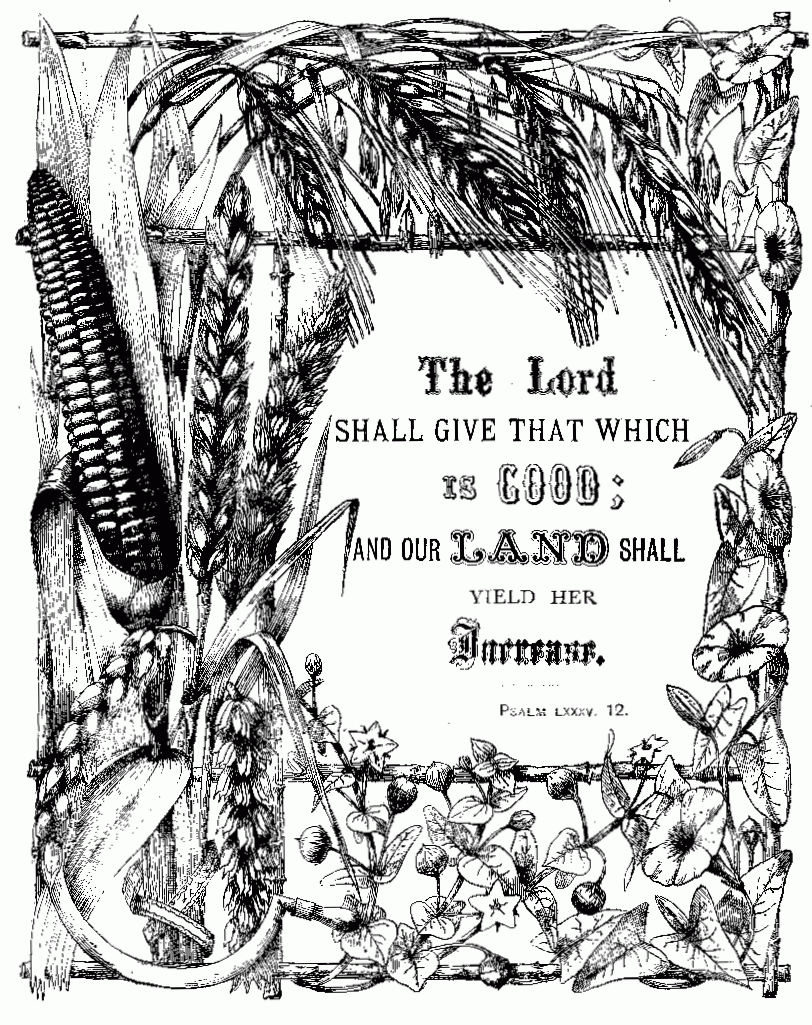 The Lord
SHALL GIVE THAT WHICH
IS GOOD;
AND OUR LAND SHALL
YIELD HER
Increase.
PSALM LXXXV. 12.